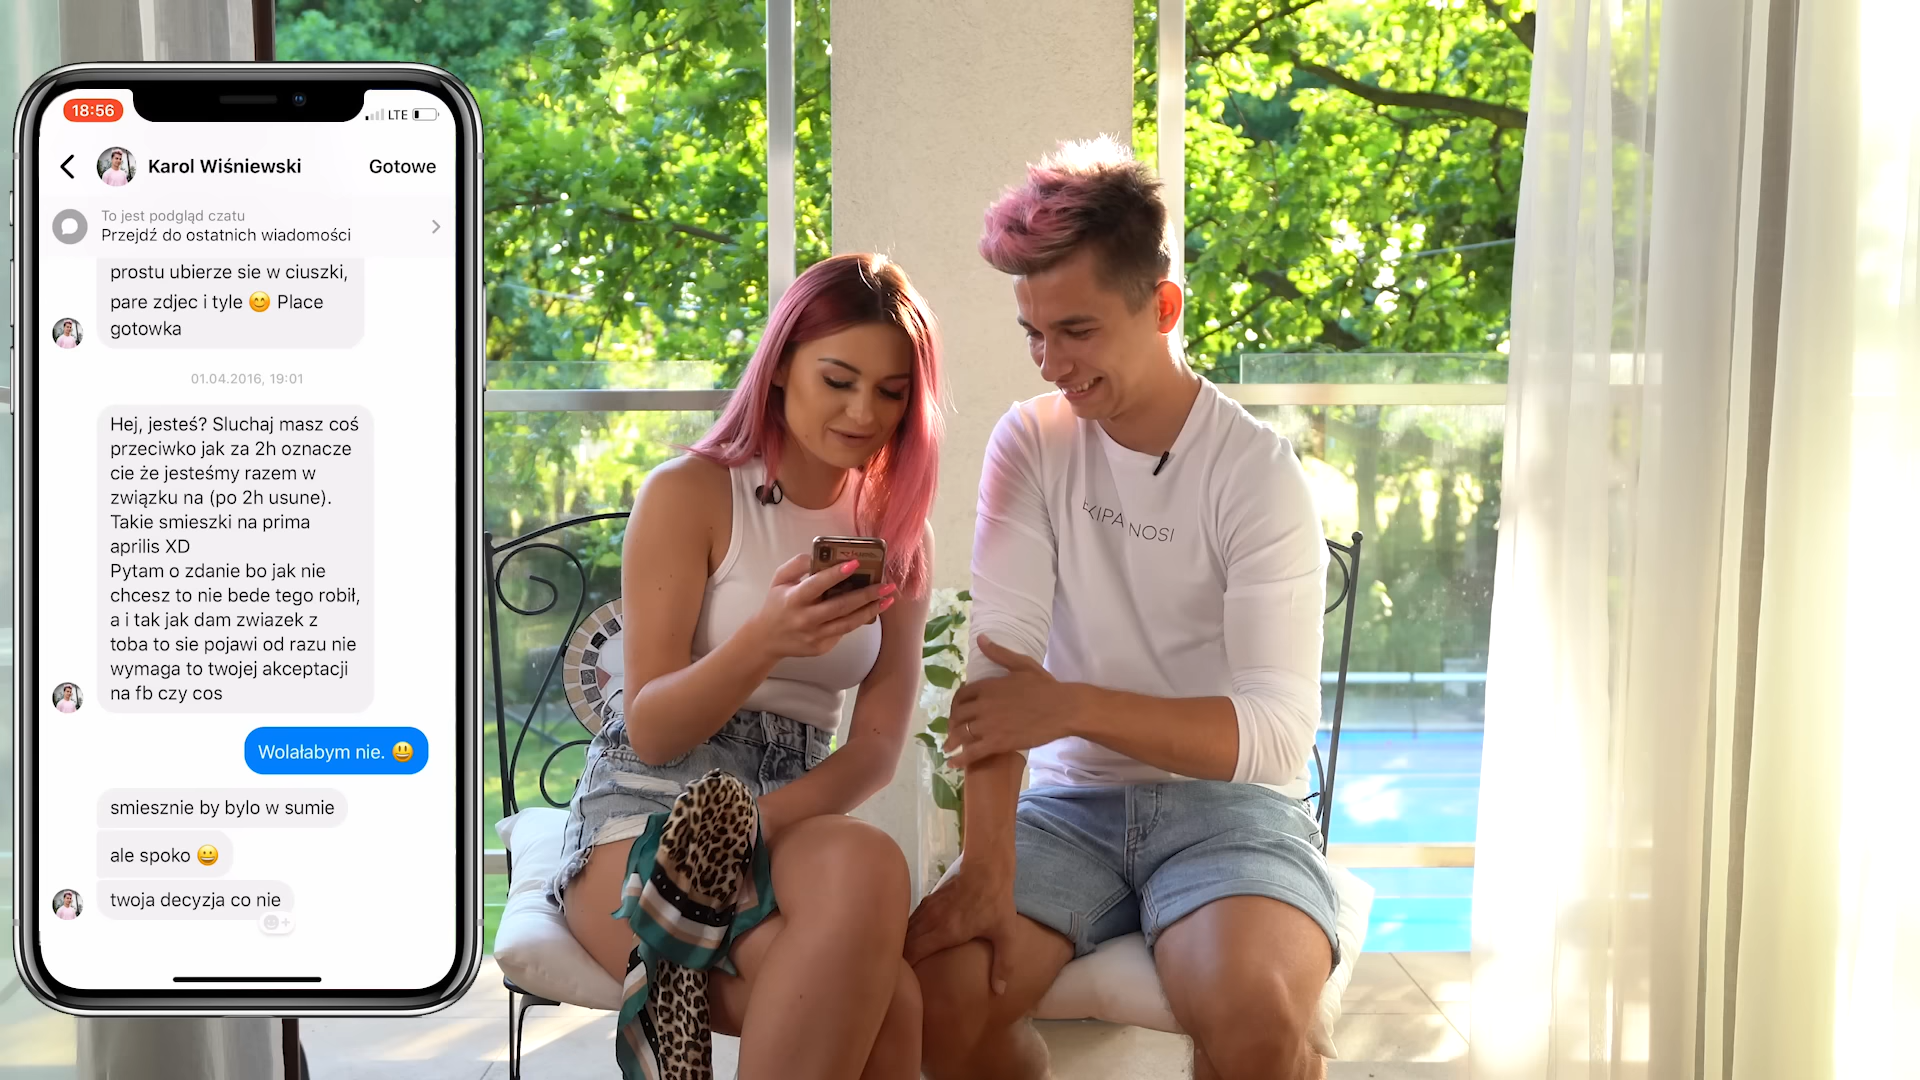 18:56
LTE
Karol Wiśniewski
Gotowe
To jest podgląd czatu
Przejdź do ostatnich wiadomości
prostu ubierze sie w ciuszki,
pare zdjec i tyle 😊 Place
gotowka
01.04.2016, 19:01
Hej, jesteś? Sluchaj masz coś
przeciwko jak za 2h oznacze
cie że jesteśmy razem w
związku na (po 2h usune).
Takie smieszki na prima
aprilis XD
Pytam o zdanie bo jak nie
chcesz to nie bede tego robił,
a i tak jak dam zwiazek z
toba to sie pojawi od razu nie
wymaga to twojej akceptacji
na fb czy cos
Wolałabym nie. 😃
smiesznie by bylo w sumie
ale spoko 😀
twoja decyzja co nie
EKIPA NOSI